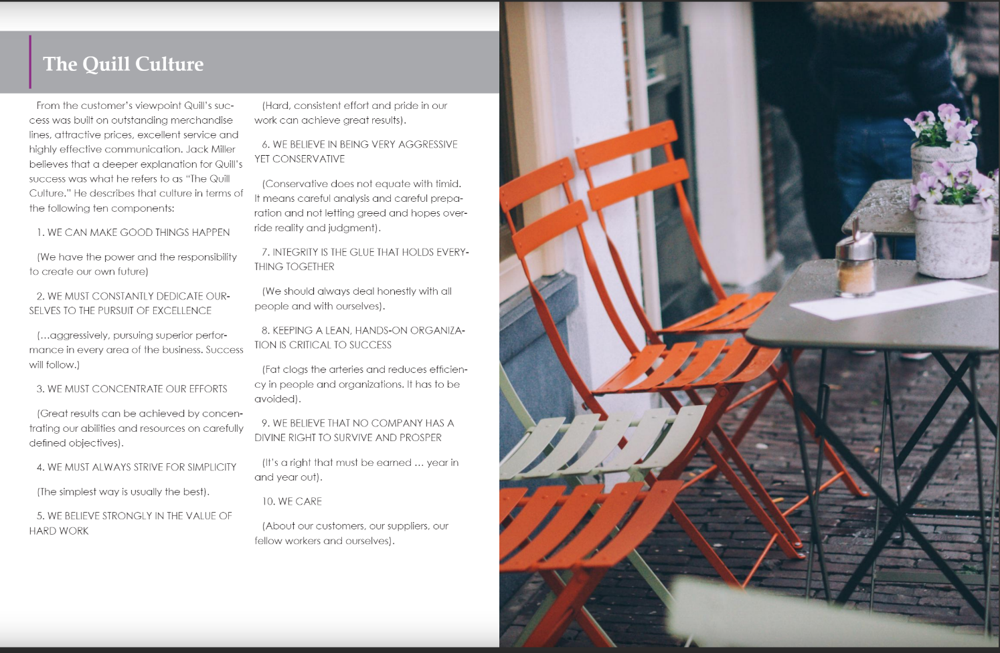 The Quill Culture
From the customer's viewpoint Quill's suc-
cess was built on outstanding merchandise
lines, attractive prices, excellent service and
highly effective communication. Jack Miller
believes that a deeper explanation for Quill's
success was what he refers to as “The Quill
Culture.” He describes that culture in terms of
the following ten components:
1. WE CAN MAKE GOOD THINGS HAPPEN
(We have the power and the responsibility
to create our own future)
2. WE MUST CONSTANTLY DEDICATE OUR-
SELVES TO THE PURSUIT OF EXCELLENCE
(…aggressively, pursuing superior perfor-
mance in every area of the business. Success
will follow.)
3. WE MUST CONCENTRATE OUR EFFORTS
(Great results can be achieved by concen-
trating our abilities and resources on carefully
defined objectives).
4. WE MUST ALWAYS STRIVE FOR SIMPLICITY
(The simplest way is usually the best).
5. WE BELIEVE STRONGLY IN THE VALUE OF
HARD WORK
(Hard, consistent effort and pride in our
work can achieve great results).
6. WE BELIEVE IN BEING VERY AGGRESSIVE
YET CONSERVATIVE
(Conservative does not equate with timid.
It means careful analysis and careful prepa-
ration and not letting greed and hopes over-
ride reality and judgment).
7. INTEGRITY IS THE GLUE THAT HOLDS EVERY-
THING TOGETHER
(We should always deal honestly with all
people and with ourselves).
8. KEEPING A LEAN, HANDS-ON ORGANIZA-
TION IS CRITICAL TO SUCCESS
(Fat clogs the arteries and reduces efficien-
cy in people and organizations. It has to be
avoided).
9. WE BELIEVE THAT NO COMPANY HAS A
DIVINE RIGHT TO SURVIVE AND PROSPER
(It's a right that must be earned … year in
and year out).
10. WE CARE
(About our customers, our suppliers, our
fellow workers and ourselves).